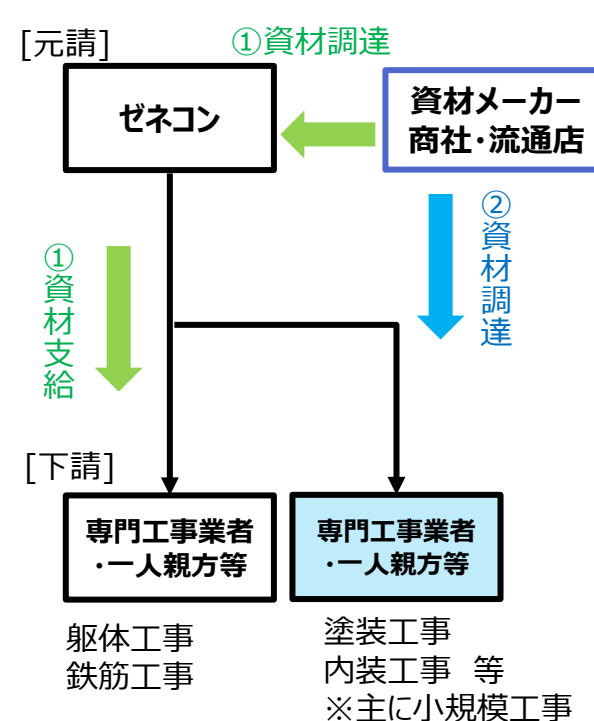 [元請]
①資材調達
ゼネコン
資材メーカー
商社・流通店
①資材支給
②資材調達
[下請]
専門工事業者
・一人親方等
専門工事業者
・一人親方等
躯体工事
鉄筋工事
塗装工事
内装工事　等
※主に小規模工事